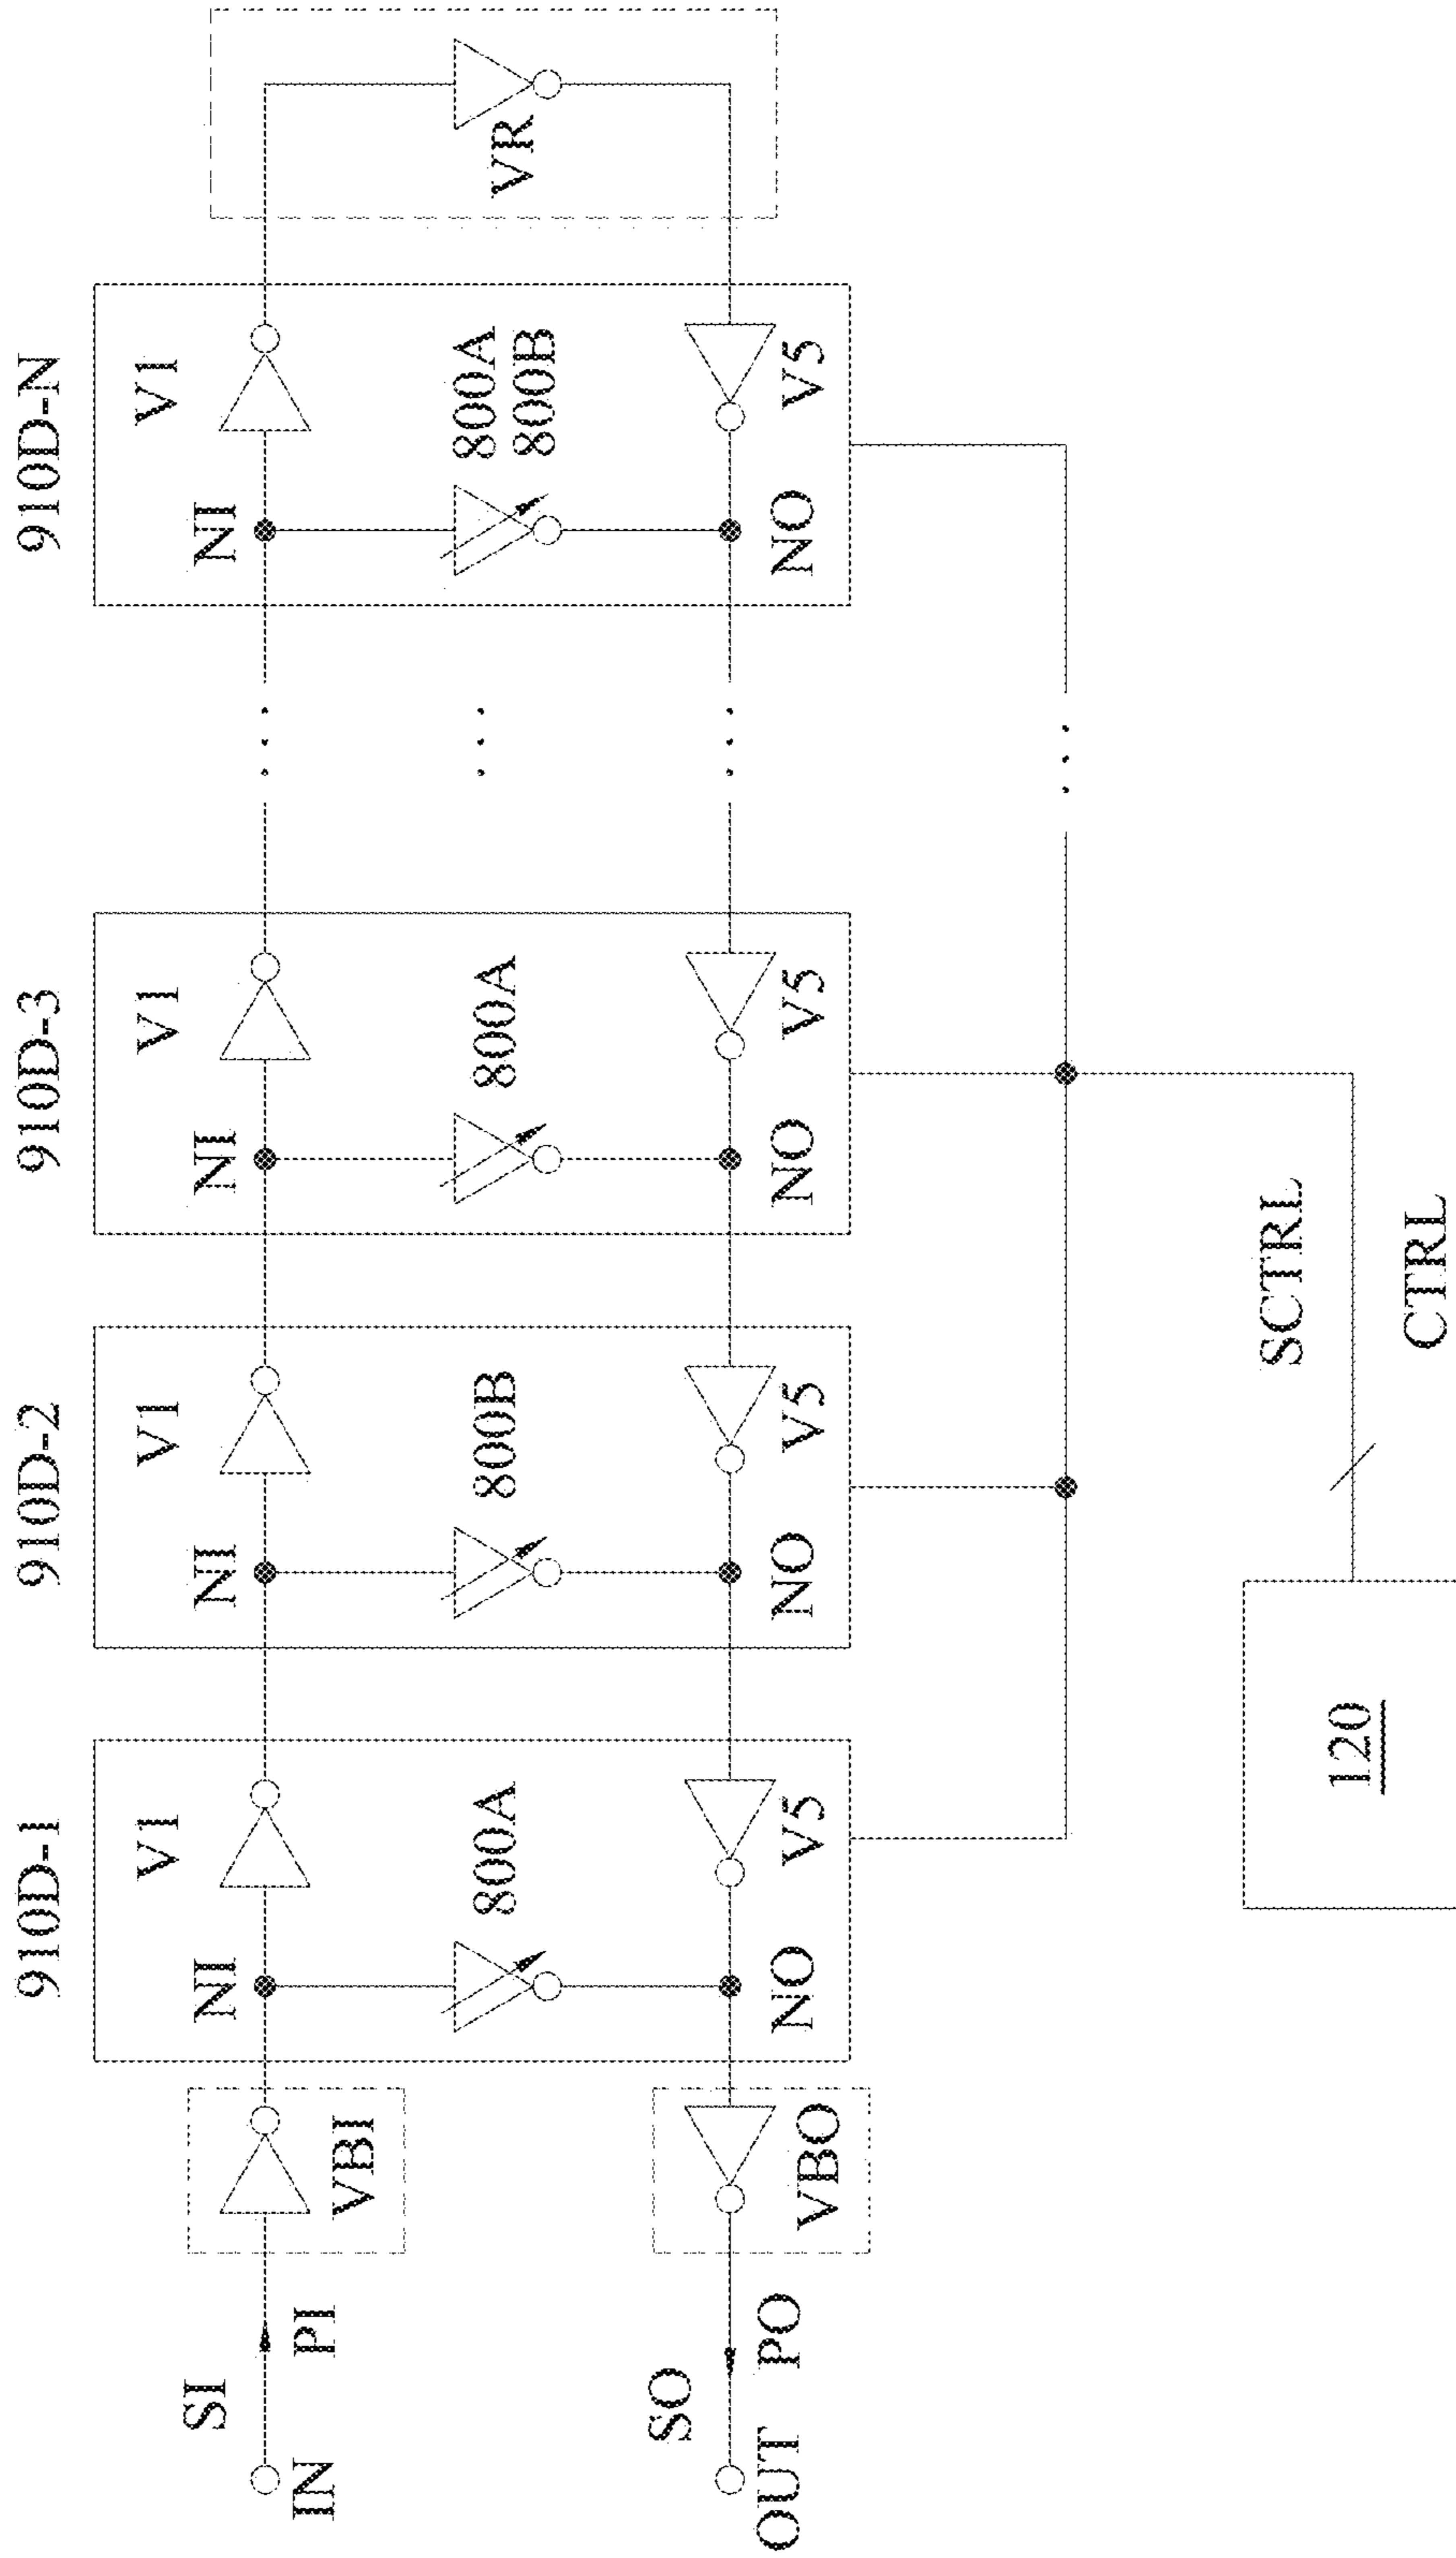 910D-1
910D-2
910D-3
910D-N
V1
V1
V1
V1
NI
NI
NI
NI
SI
IN
PI
VBI
800A
800B
800A
800A
800B
VR
SO
OUT
PO
VBO
NO
V5
NO
V5
NO
V5
NO
V5
SCTRL
CTRL
120